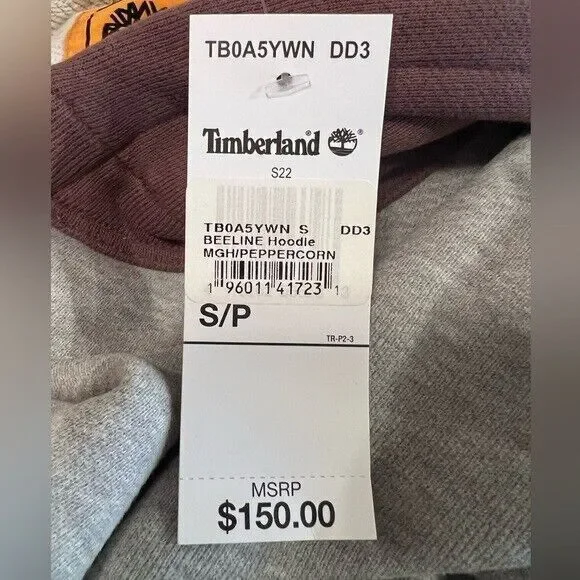 TB0A5YWN DD3
Timberland ®
S22
TB0A5YWN S DD3
BEELINE Hoodie
MGH/PEPPERCORN
1 96011 41723 1
S/P
TR-P2-3
MSRP
$150.00